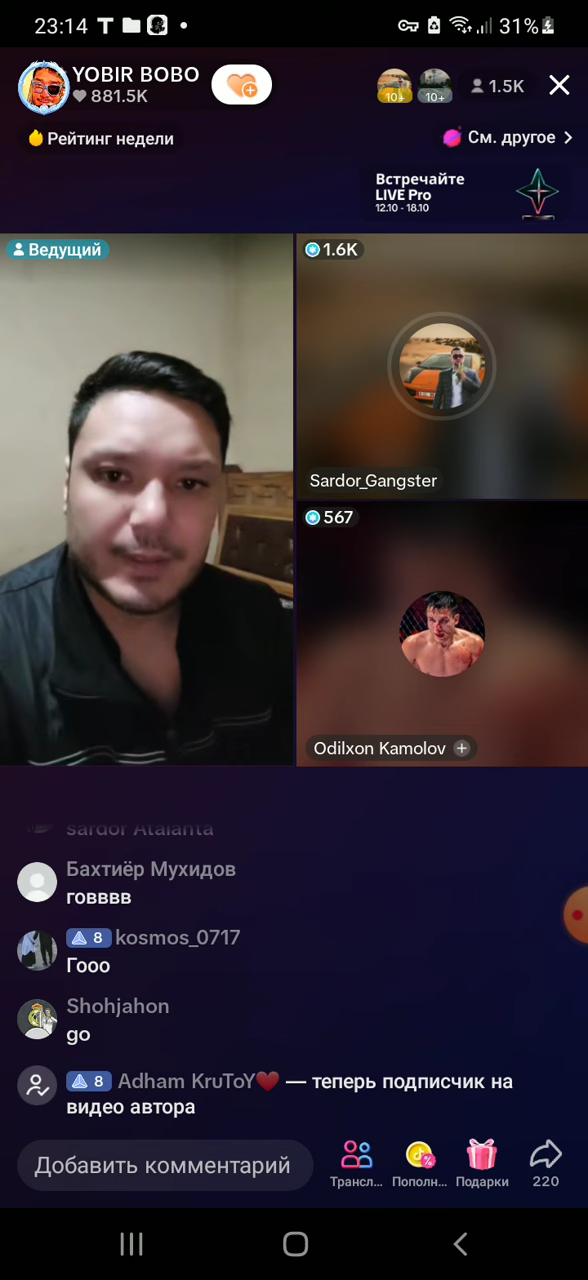 23:14
31%
YOBIR BOBO
881.5K
10+
10+
1.5K
Рейтинг недели
См. другое
Встречайте
LIVE Pro
12.10 - 18.10
Ведущий
1.6K
Sardor_Gangster
567
Odilxon Kamolov
sardor Atalanta
Бахтиёр Мухидов
говввв
8 kosmos_0717
Гооо
Shohjahon
go
8 Adham KruToY❤️ — теперь подписчик на
видео автора
Добавить комментарий
Трансл...
Пополн...
Подарки
220